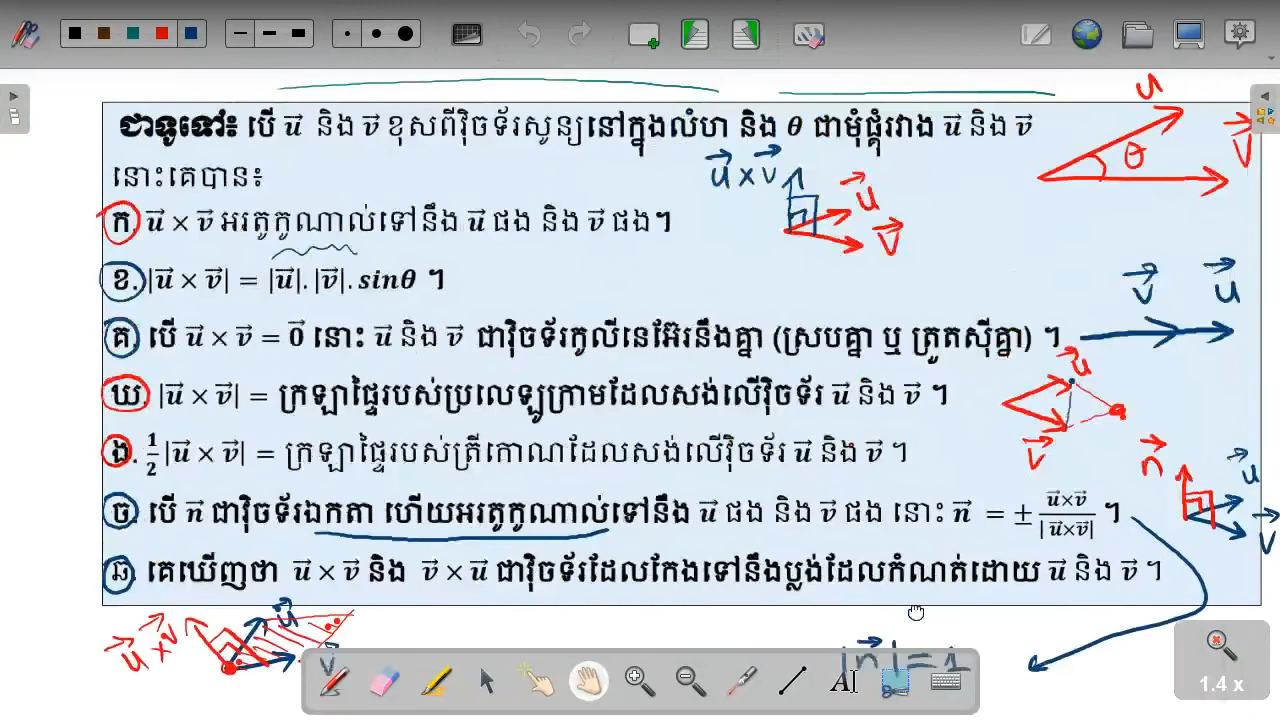 ជាទូទៅ៖ បើ u⃗ និង v⃗ ខុសពីវ៉ិចទ័រសូន្យនៅក្នុងលំហ និង θ ជាមុំផ្គុំរវាង u⃗ និង v⃗
នោះគេបាន៖
ក. u⃗ × v⃗ អរតូកូណាល់ទៅនឹង u⃗ ផង និង v⃗ ផង។
ខ. |u⃗ × v⃗| = |u⃗|. |v⃗|. sinθ ។
គ. បើ u⃗ × v⃗ = 0⃗ នោះ u⃗ និង v⃗ ជាវ៉ិចទ័រកូលីនេអ៊ែរនឹងគ្នា (ស្របគ្នា ឬ ត្រួតស៊ីគ្នា) ។
ឃ. |u⃗ × v⃗| = ក្រឡាផ្ទៃរបស់ប្រលេឡូក្រាមដែលសង់លើវ៉ិចទ័រ u⃗ និង v⃗ ។
ង. 1/2 |u⃗ × v⃗| = ក្រឡាផ្ទៃរបស់ត្រីកោណដែលសង់លើវ៉ិចទ័រ u⃗ និង v⃗ ។
ច. បើ n⃗ ជាវ៉ិចទ័រឯកតា ហើយអរតូកូណាល់ទៅនឹង u⃗ ផង និង v⃗ ផង នោះ n⃗ = ± u⃗×v⃗/|u⃗×v⃗| ។
ឆ. គេឃើញថា u⃗ × v⃗ និង v⃗ × u⃗ ជាវ៉ិចទ័រដែលកែងទៅនឹងប្លង់ដែលកំណត់ដោយ u⃗ និង v⃗ ។
u
θ
v⃗
u⃗ × v⃗
u⃗
v⃗
v⃗ u⃗
u⃗
v⃗
n⃗
u⃗
v⃗
u⃗ × v⃗
u⃗
v⃗
|n⃗| = 1
AI
1.4 x